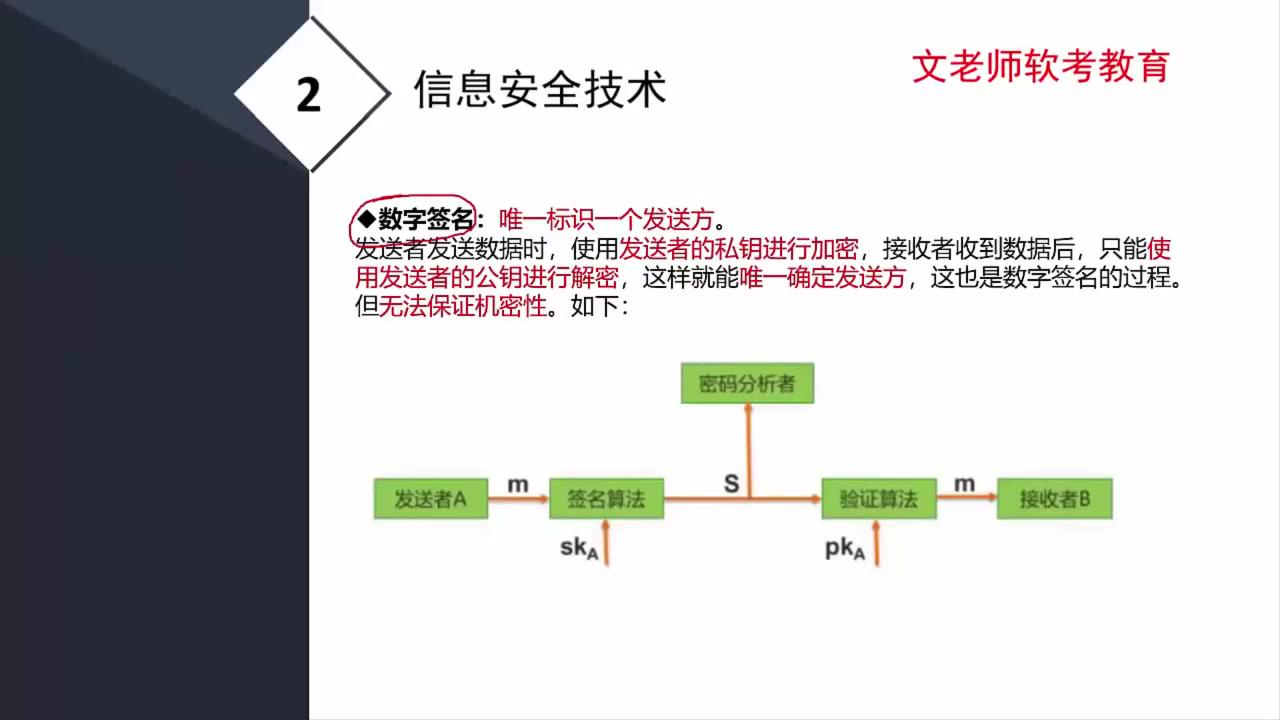 2
信息安全技术
文老师软考教育
◆数字签名：唯一标识一个发送方。
发送者发送数据时，使用发送者的私钥进行加密，接收者收到数据后，只能使
用发送者的公钥进行解密，这样就能唯一确定发送方，这也是数字签名的过程。
但无法保证机密性。如下：
密码分析者
发送者A
m
签名算法
S
验证算法
m
接收者B
skA
pkA